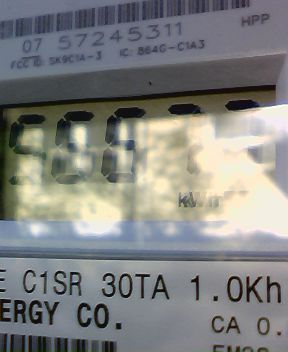 HPP
07 57245311
FCC ID: SK9C1A-3 IC: 864G-C1A3
kWh
E C1SR 30TA 1.0Kh
ERGY CO.
CA 0.